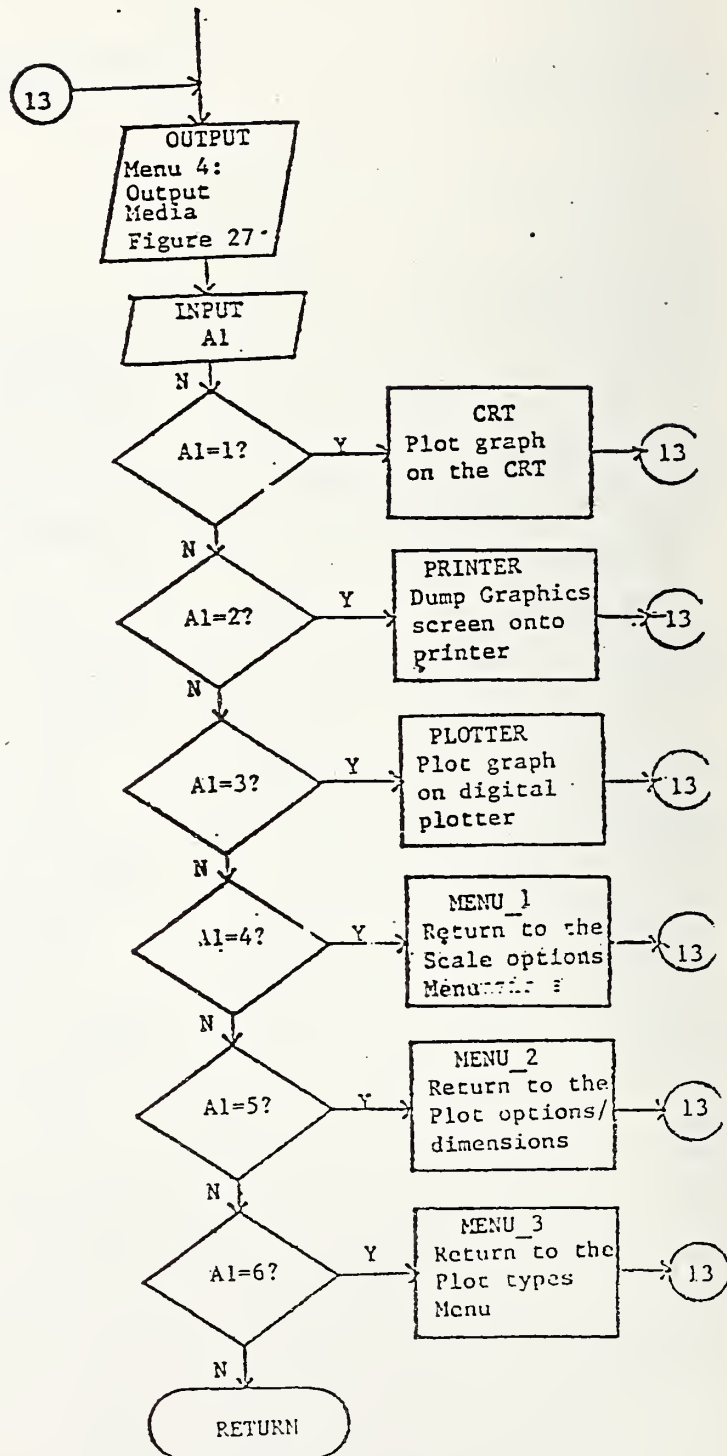 13
OUTPUT
Menu 4:
Output
Media
Figure 27
INPUT
A1
N
A1=1?
Y
CRT
Plot graph
on the CRT
13
N
A1=2?
Y
PRINTER
Dump Graphics
screen onto
printer
13
N
A1=3?
Y
PLOTTER
Plot graph
on digital
plotter
13
N
A1=4?
Y
MENU_1
Return to the
Scale options
Menu
13
N
A1=5?
Y
MENU_2
Return to the
Plot options/
dimensions
13
N
A1=6?
Y
MENU_3
Return to the
Plot types
Menu
13
N
RETURN